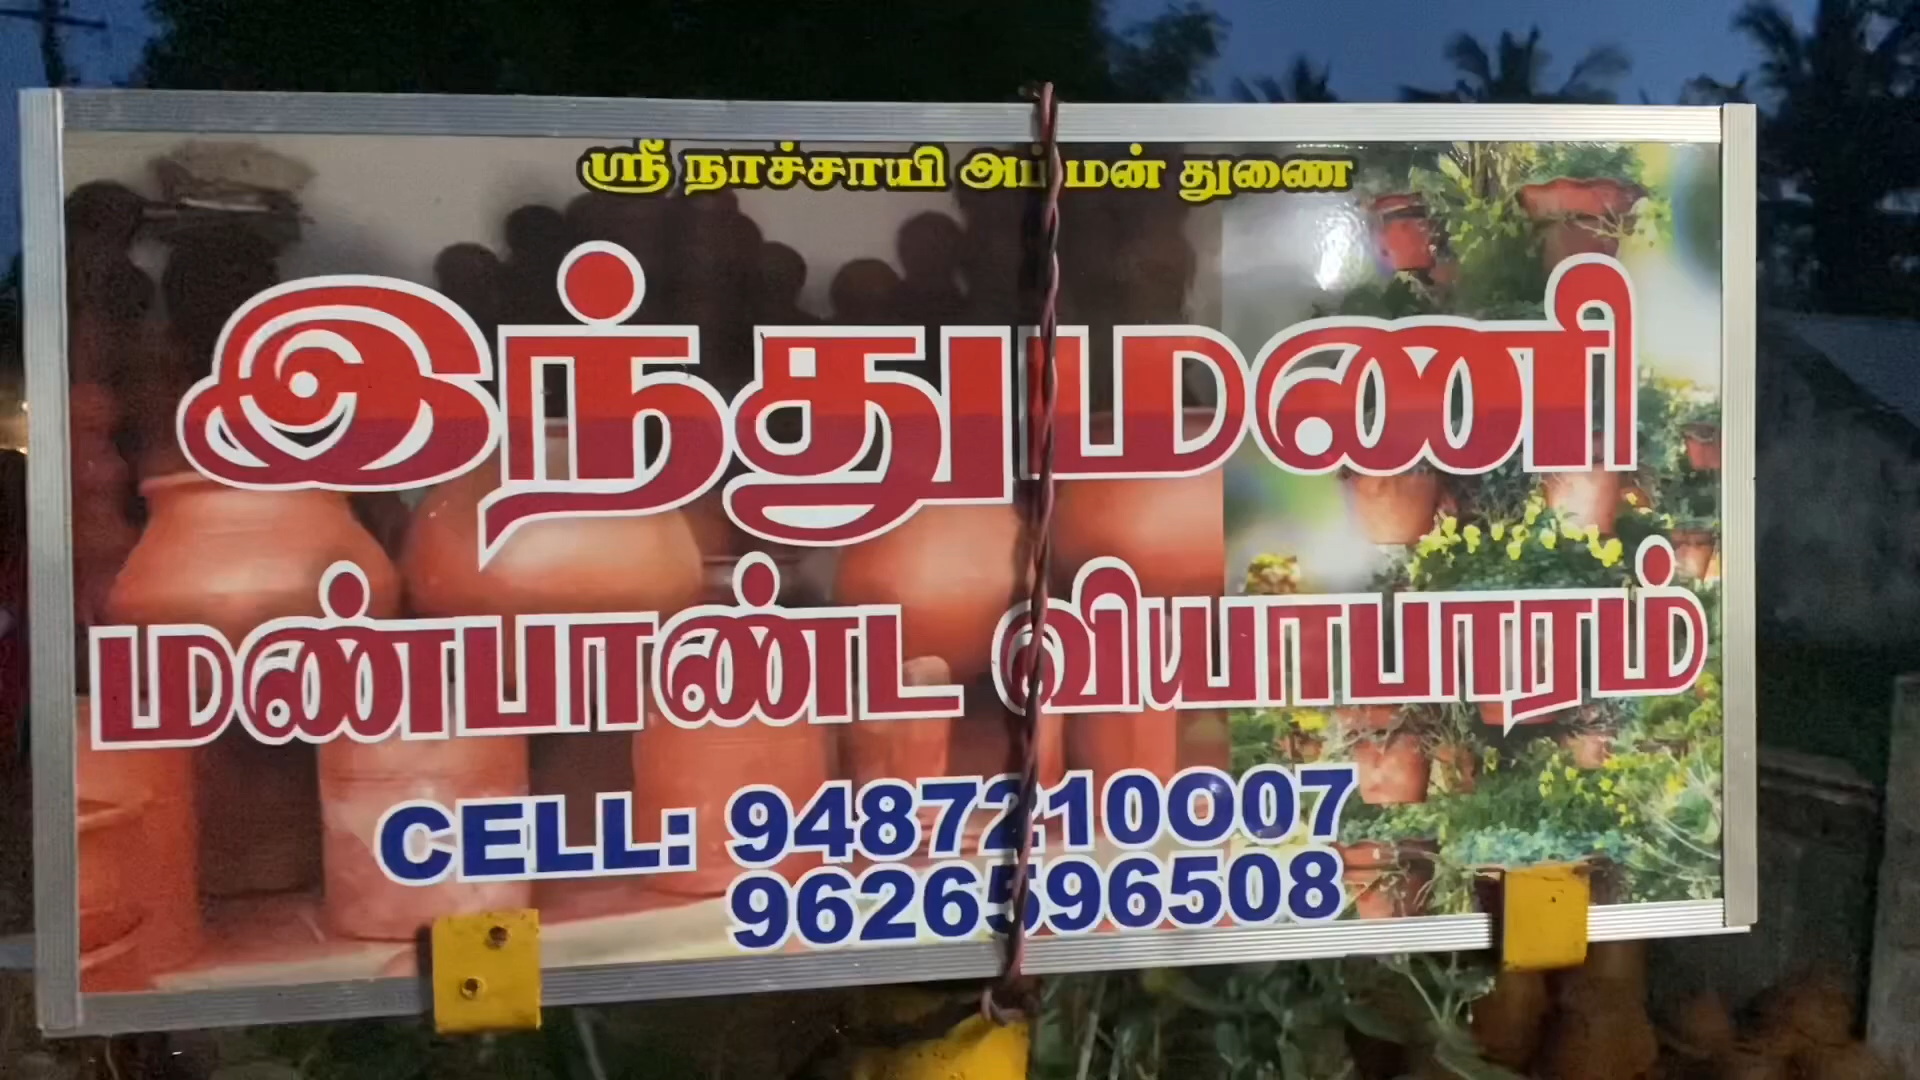 ஸ்ரீ நாச்சாயி அம்மன் துணை
இந்துமணி
மண்பாண்ட வியாபாரம்
CELL: 9487210007
9626596508